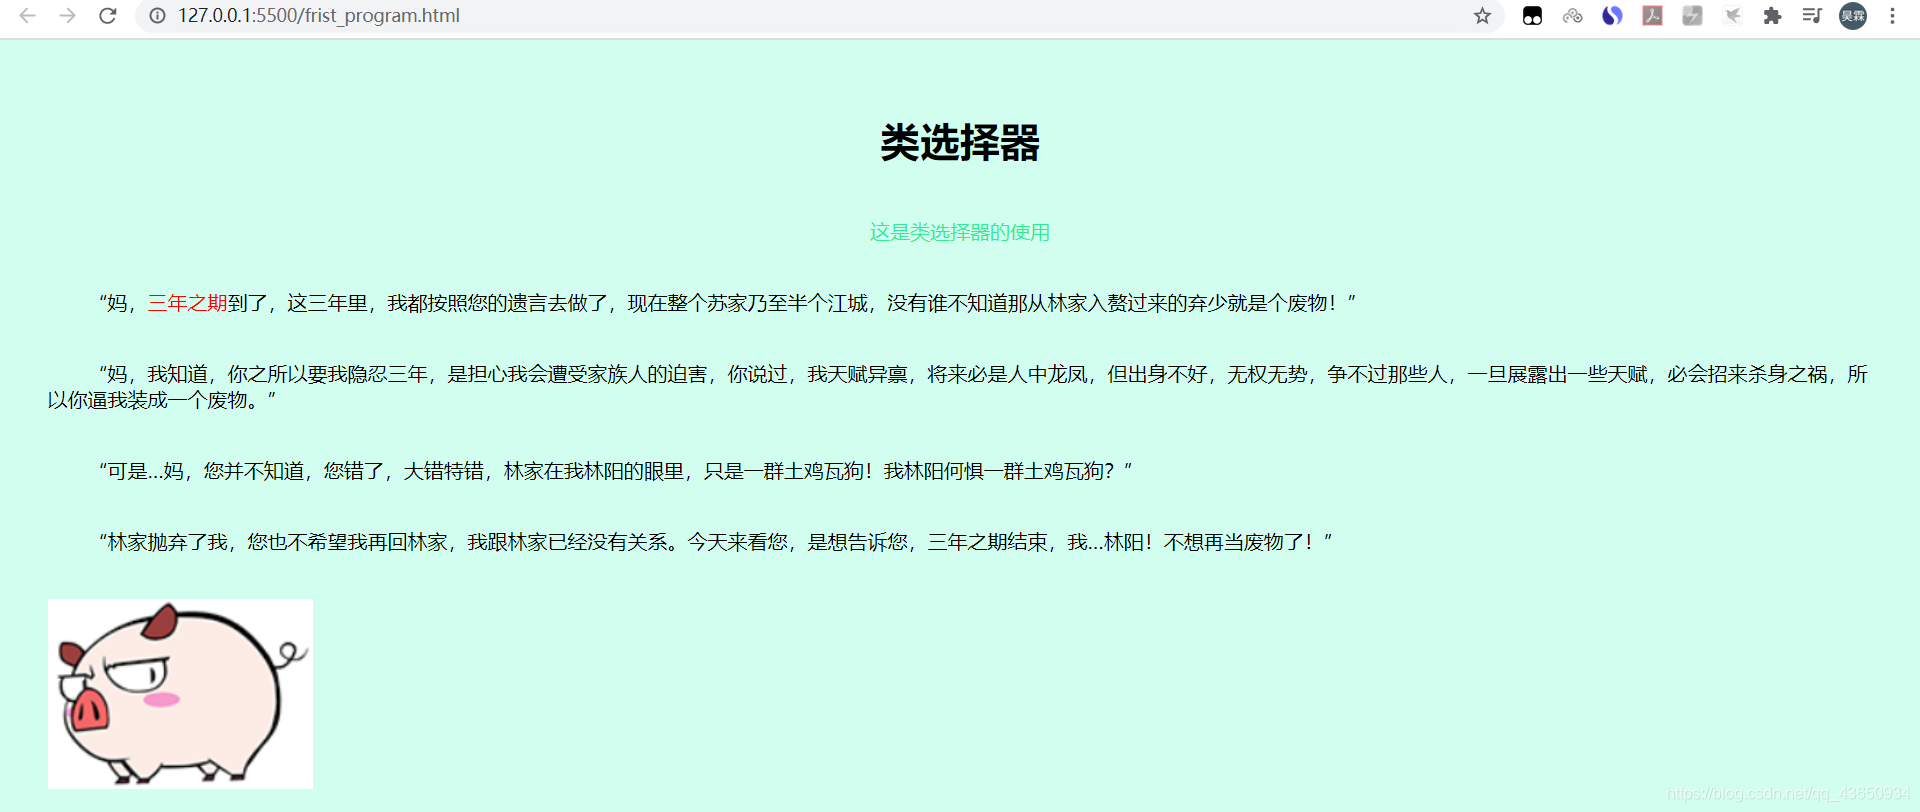 127.0.0.1:5500/frist_program.html
昊霖
类选择器
这是类选择器的使用
“妈，三年之期到了，这三年里，我都按照您的遗言去做了，现在整个苏家乃至半个江城，没有谁不知道那从林家入赘过来的弃少就是个废物！”
“妈，我知道，你之所以要我隐忍三年，是担心我会遭受家族人的迫害，你说过，我天赋异禀，将来必是人中龙凤，但出身不好，无权无势，争不过那些人，一旦展露出一些天赋，必会招来杀身之祸，所
以你逼我装成一个废物。”
“可是...妈，您并不知道，您错了，大错特错，林家在我林阳的眼里，只是一群土鸡瓦狗！我林阳何惧一群土鸡瓦狗？”
“林家抛弃了我，您也不希望我再回林家，我跟林家已经没有关系。今天来看您，是想告诉您，三年之期结束，我...林阳！不想再当废物了！”
https://blog.csdn.net/qq_43650934